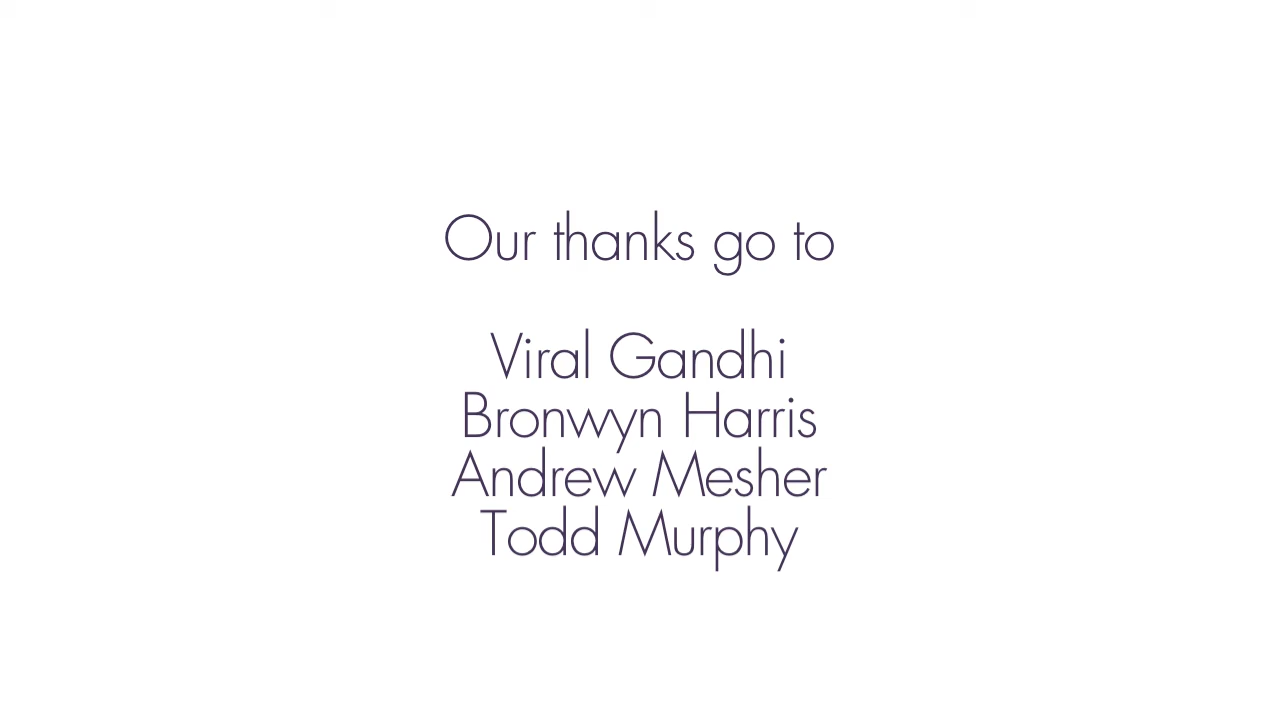 Our thanks go to
Viral Gandhi
Bronwyn Harris
Andrew Mesher
Todd Murphy